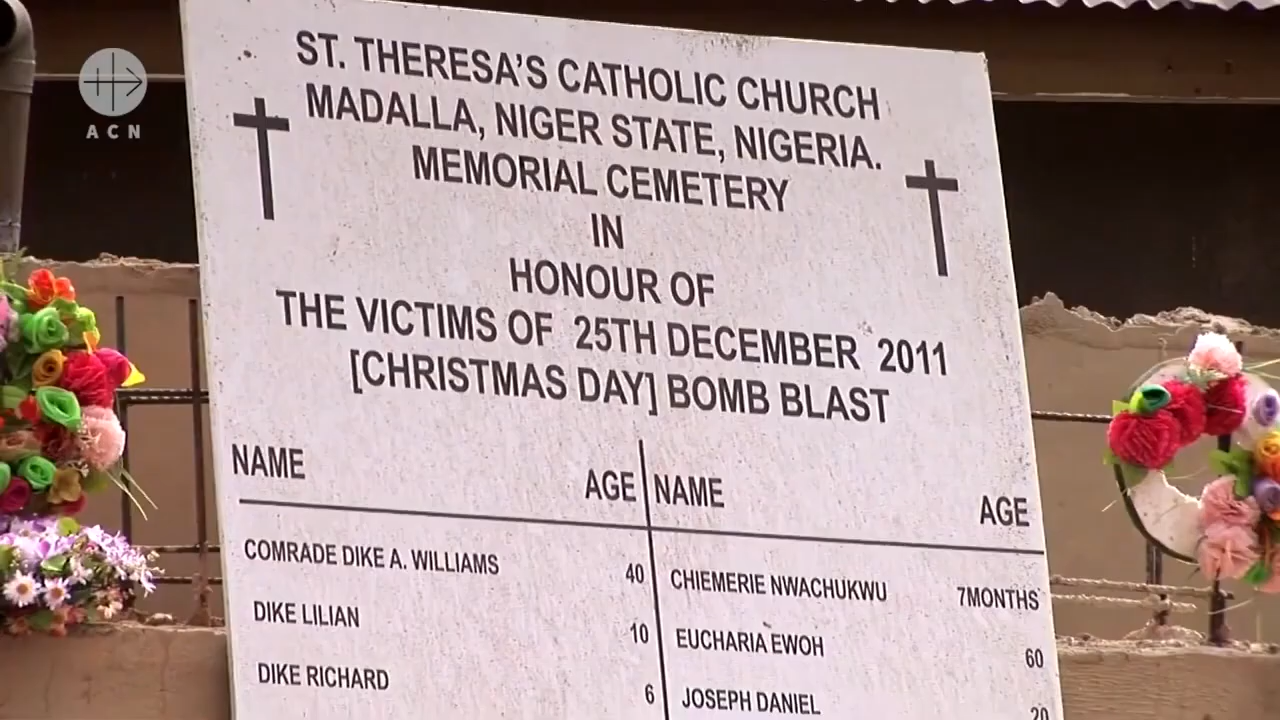 ACN
ST. THERESA'S CATHOLIC CHURCH
MADALLA, NIGER STATE, NIGERIA.
MEMORIAL CEMETERY
IN
HONOUR OF
THE VICTIMS OF 25TH DECEMBER 2011
[CHRISTMAS DAY] BOMB BLAST
NAME AGE NAME AGE
COMRADE DIKE A. WILLIAMS 40 CHIEMERIE NWACHUKWU 7MONTHS
DIKE LILIAN 10 EUCHARIA EWOH 60
DIKE RICHARD 6 JOSEPH DANIEL 20